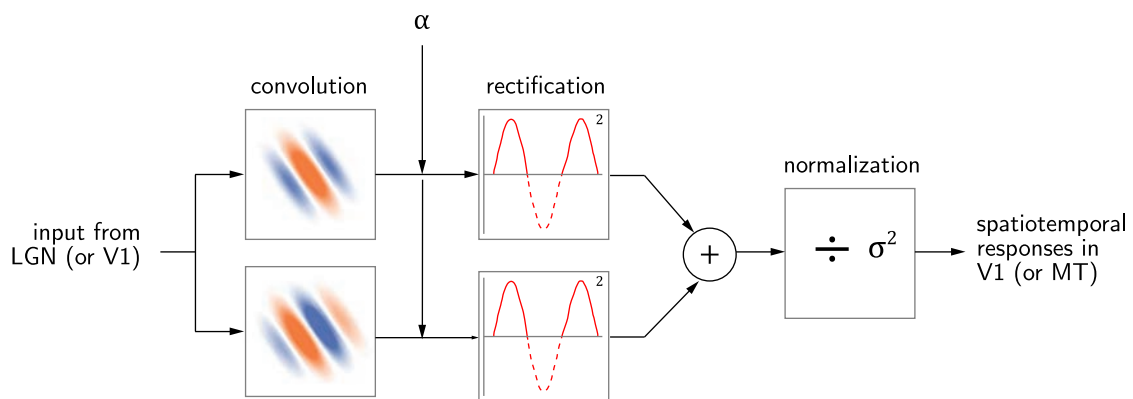 α
convolution
rectification
2
normalization
input from
LGN (or V1)
+
÷ σ²
spatiotemporal
responses in
V1 (or MT)
2